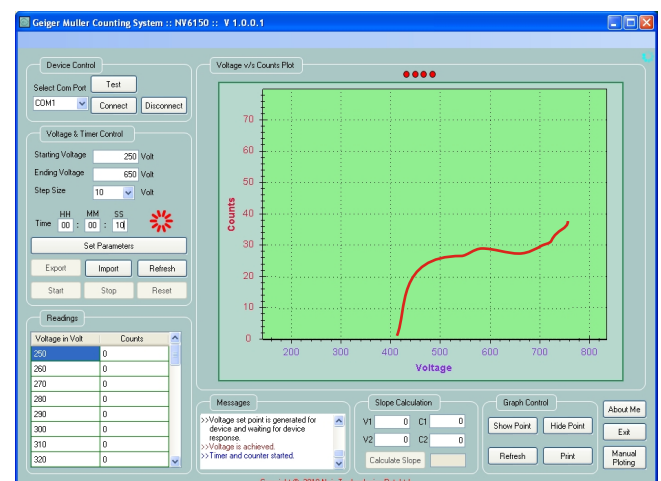 Geiger Muller Counting System :: NV6150 :: V 1.0.0.1
Device Control
Select Com Port
Test
COM1
Connect
Disconnect
Voltage & Timer Control
Starting Voltage 250 Volt
Ending Voltage 650 Volt
Step Size 10 Volt
HH MM SS
Time 00 : 00 : 10
Set Parameters
Export Import Refresh
Start Stop Reset
Readings
Voltage in Volt Counts
250 0
260 0
270 0
280 0
290 0
300 0
310 0
320 0
Voltage v/s Counts Plot
Counts
70
60
50
40
30
20
10
0
200 300 400 500 600 700 800
Voltage
Messages
>>Voltage set point is generated for
device and waiting for device
response.
>>Voltage is achieved.
>>Timer and counter started.
Slope Calculation
V1 0 C1 0
V2 0 C2 0
Calculate Slope
Graph Control
Show Point Hide Point
Refresh Print
About Me
Exit
Manual
Ploting